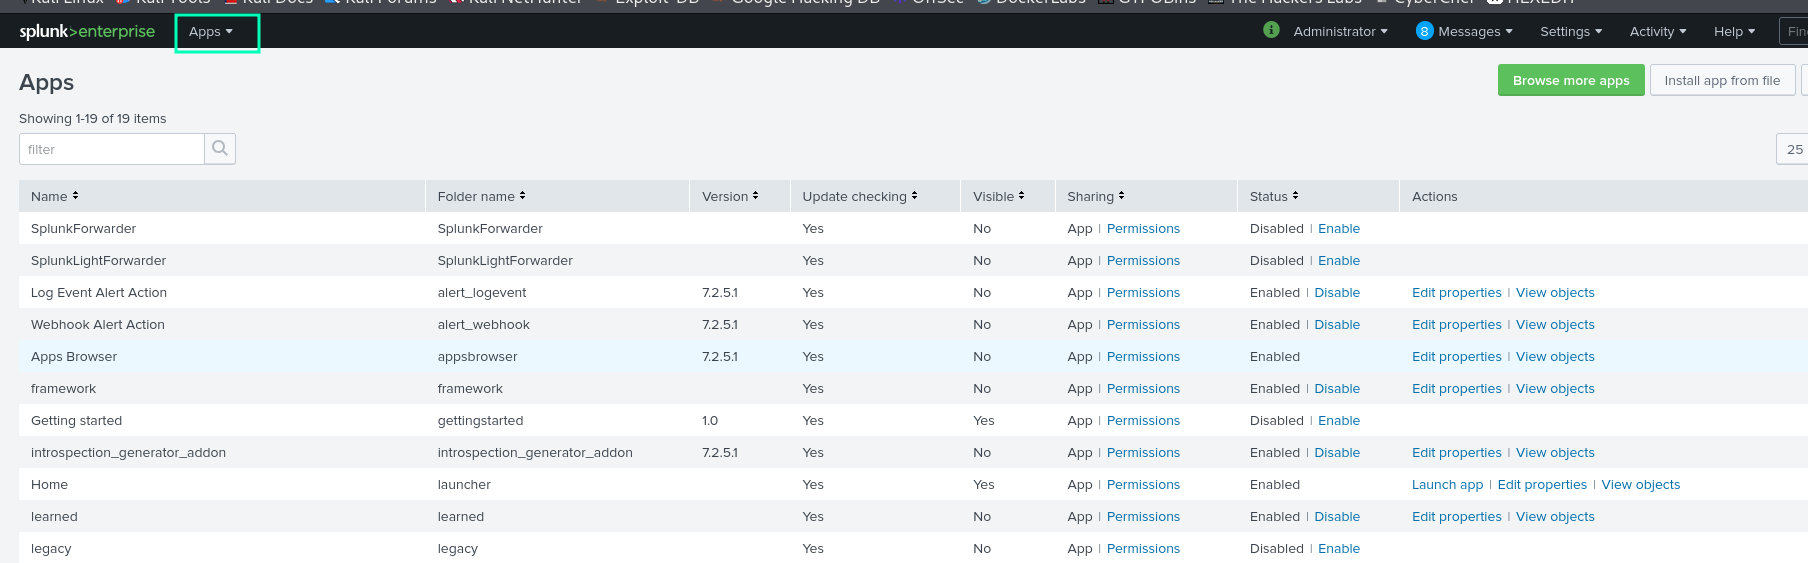 Kali Linux Kali Tools Kali Docs Kali Forums Kali NetHunter Exploit-DB Google Hacking DB OffSec DockerLabs GTFOBins The Hackers Labs CyberChef HEXED.IT
splunk>enterprise Apps Administrator 8 Messages Settings Activity Help Fin
Apps Browse more apps Install app from file
Showing 1-19 of 19 items
filter 25
Name Folder name Version Update checking Visible Sharing Status Actions
SplunkForwarder SplunkForwarder Yes No App | Permissions Disabled | Enable
SplunkLightForwarder SplunkLightForwarder Yes No App | Permissions Disabled | Enable
Log Event Alert Action alert_logevent 7.2.5.1 Yes No App | Permissions Enabled | Disable Edit properties | View objects
Webhook Alert Action alert_webhook 7.2.5.1 Yes No App | Permissions Enabled | Disable Edit properties | View objects
Apps Browser appsbrowser 7.2.5.1 Yes No App | Permissions Enabled Edit properties | View objects
framework framework Yes No App | Permissions Enabled | Disable Edit properties | View objects
Getting started gettingstarted 1.0 Yes Yes App | Permissions Disabled | Enable
introspection_generator_addon introspection_generator_addon 7.2.5.1 Yes No App | Permissions Enabled | Disable Edit properties | View objects
Home launcher Yes Yes App | Permissions Enabled Launch app | Edit properties | View objects
learned learned Yes No App | Permissions Enabled | Disable Edit properties | View objects
legacy legacy Yes No App | Permissions Disabled | Enable